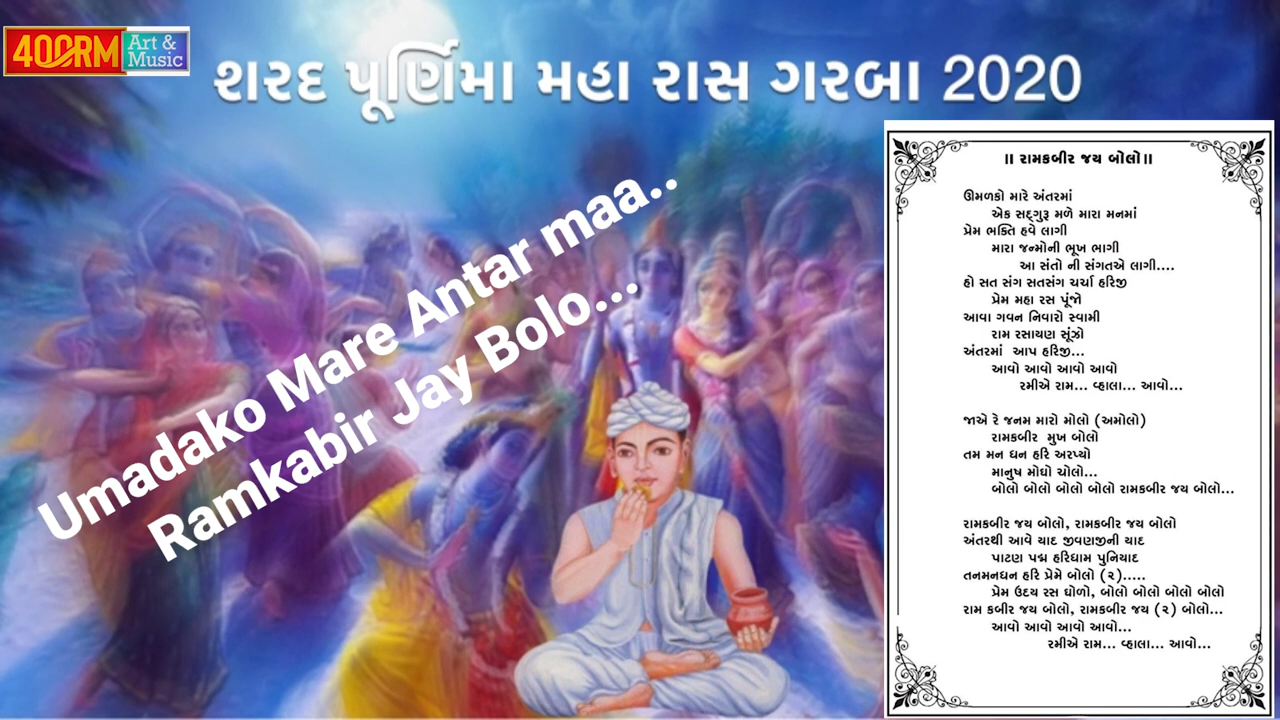 400RM Art &
Music
શરદ પૂર્ણિમા મહા રાસ ગરબા 2020
Umadako Mare Antar maa..
Ramkabir Jay Bolo...
॥ રામકબીર જય બોલો॥
ઊમળકો મારે અંતરમાં
એક સદ્ગુરૂ મળે મારા મનમાં
પ્રેમ ભક્તિ હવે લાગી
મારા જન્મોની ભૂખ ભાગી
આ સંતો ની સંગતએ લાગી....
હો સત સંગ સતસંગ ચર્ચા હરિજી
પ્રેમ મહા રસ પૂંજો
આવા ગવન નિવારો સ્વામી
રામ રસાયણ સૂંઝો
અંતરમાં આપ હરિજી...
આવો આવો આવો આવો
રમીએ રામ... વ્હાલા... આવો...
જાએ રે જનમ મારો મોલો (અમોલો)
રામકબીર મુખ બોલો
તમ મન ધન હરિ અરપ્યો
માનુષ મોઘો ચોલો...
બોલો બોલો બોલો બોલો રામકબીર જય બોલો...
રામકબીર જય બોલો, રામકબીર જય બોલો
અંતરથી આવે યાદ જીવણજીની યાદ
પાટણ પદ્મ હરિધામ પુનિયાદ
તનમનધન હરિ પ્રેમે બોલો (૨).....
પ્રેમ ઉદય રસ ઘોળો, બોલો બોલો બોલો બોલો
રામ કબીર જય બોલો, રામકબીર જય (૨) બોલો...
આવો આવો આવો આવો...
રમીએ રામ... વ્હાલા... આવો...